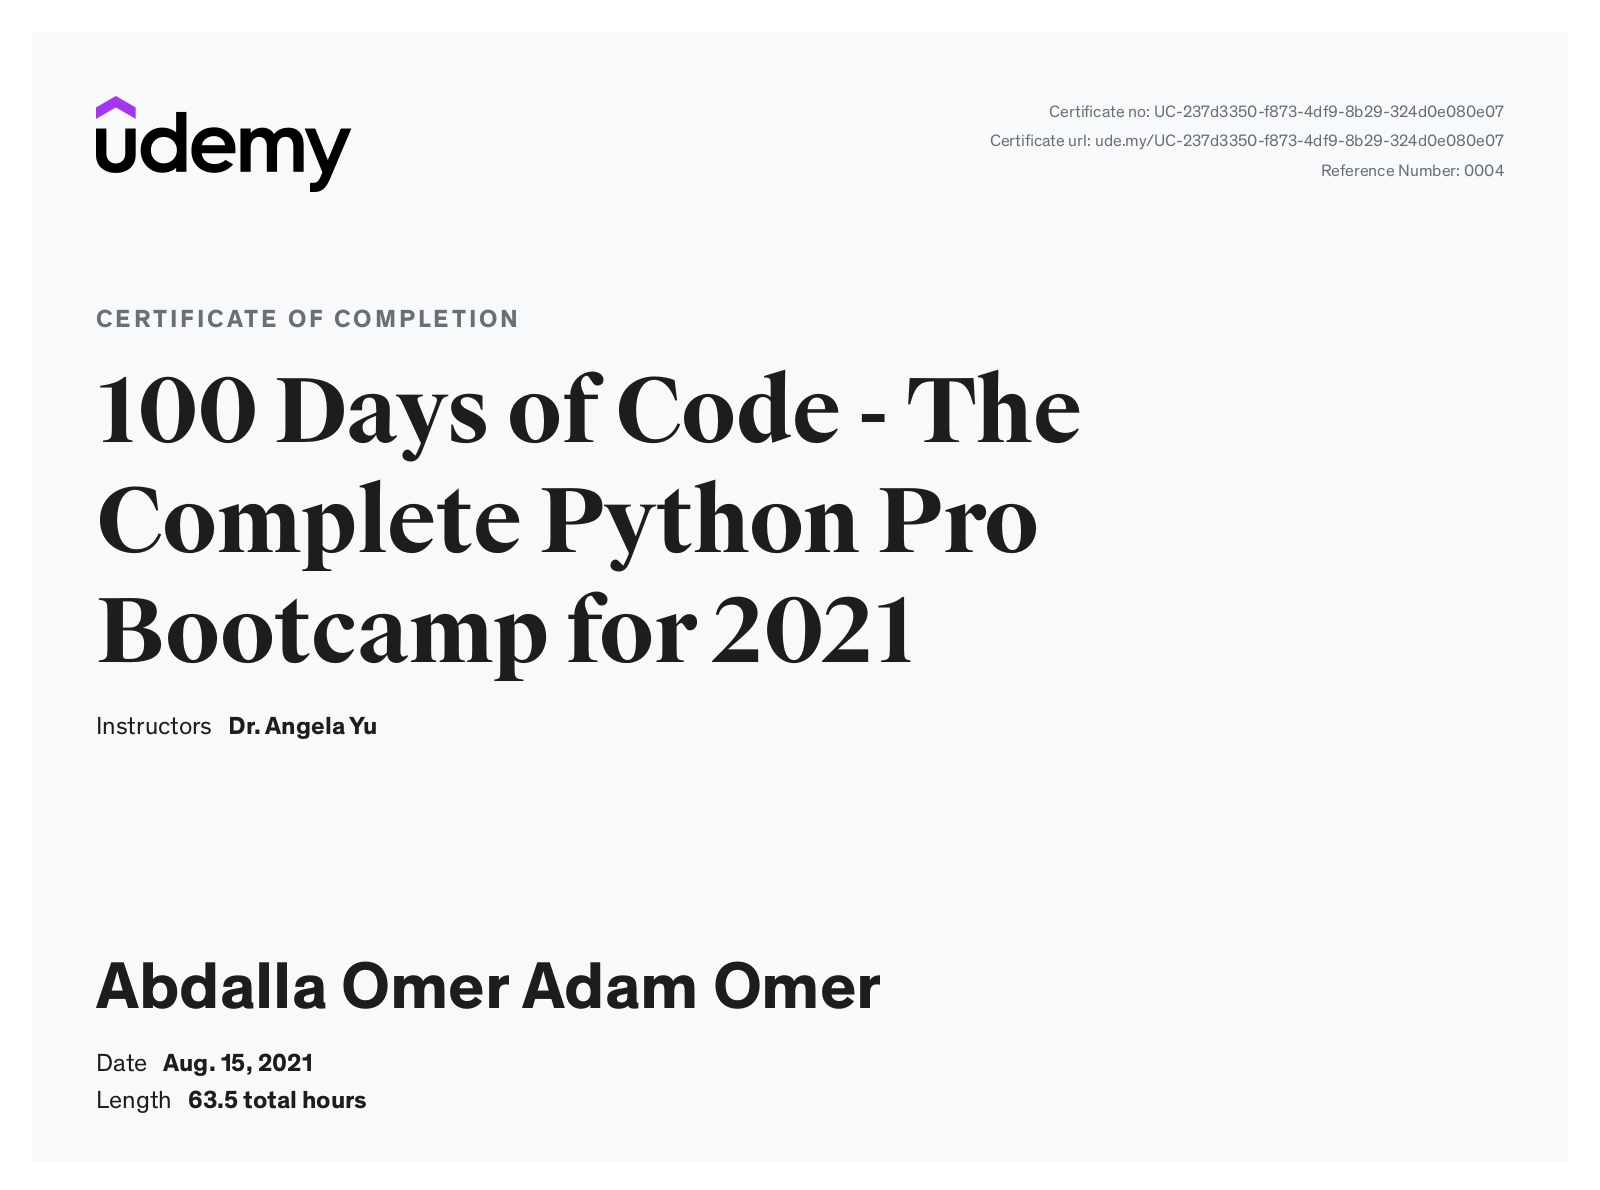 udemy
Certificate no: UC-237d3350-f873-4df9-8b29-324d0e080e07
Certificate url: ude.my/UC-237d3350-f873-4df9-8b29-324d0e080e07
Reference Number: 0004
CERTIFICATE OF COMPLETION
100 Days of Code - The
Complete Python Pro
Bootcamp for 2021
Instructors Dr. Angela Yu
Abdalla Omer Adam Omer
Date Aug. 15, 2021
Length 63.5 total hours